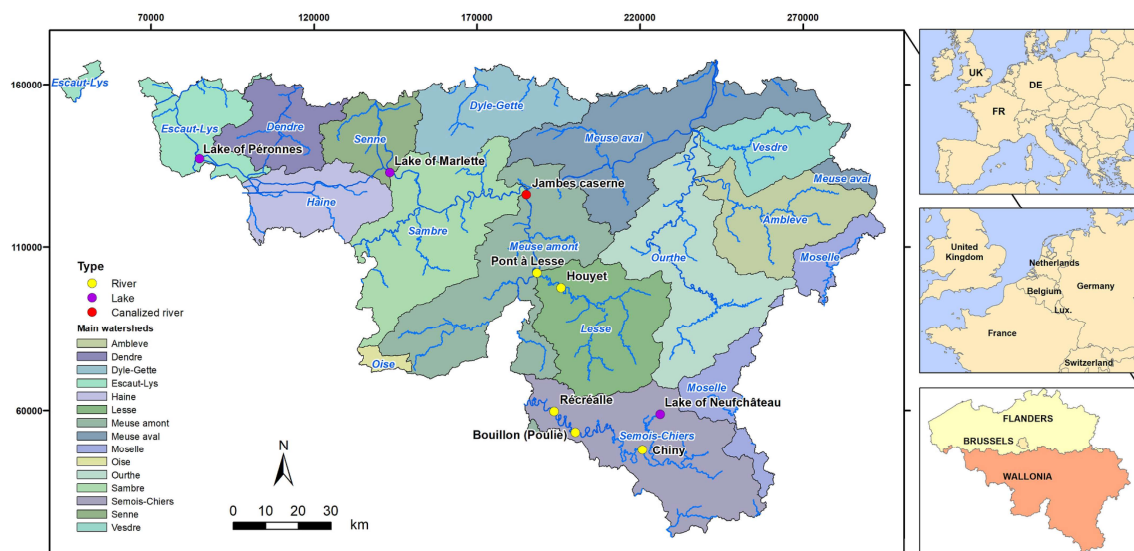 70000
120000
170000
220000
270000
160000
110000
60000
Escaut-Lys
Escaut-Lys
Dendre
Senne
Dyle-Gette
Meuse aval
Vesdre
Lake of Péronnes
Lake of Marlette
Jambes caserne
Meuse aval
Haine
Sambre
Amblève
Meuse amont
Ourthe
Moselle
Pont à Lesse
Houyet
Lesse
Oise
Moselle
Récréalle
Lake of Neufchâteau
Bouillon (Poulie)
Semois-Chiers
Chiny
Type
River
Lake
Canalized river
Main watersheds
Ambleve
Dendre
Dyle-Gette
Escaut-Lys
Haine
Lesse
Meuse amont
Meuse aval
Moselle
Oise
Ourthe
Sambre
Semois-Chiers
Senne
Vesdre
N
0 10 20 30
km
UK
DE
FR
United
Kingdom
Netherlands
Belgium
Germany
Lux.
France
Switzerland
FLANDERS
BRUSSELS
WALLONIA